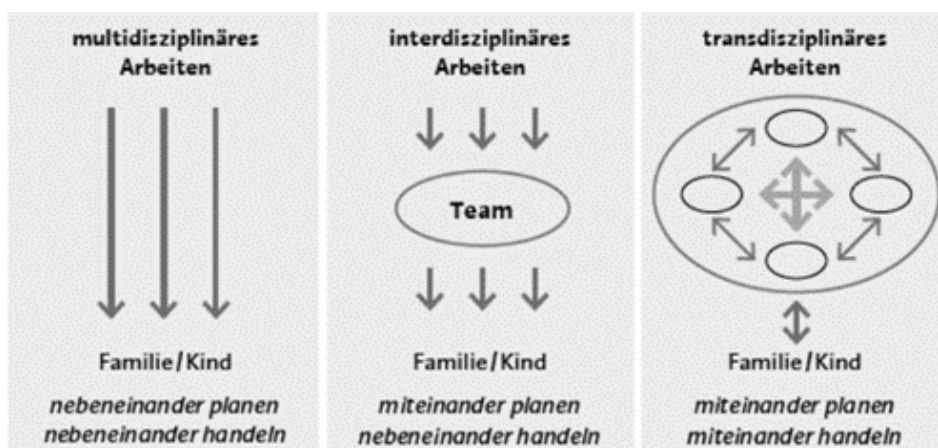 multidisziplinäres
Arbeiten
Familie/Kind
nebeneinander planen
nebeneinander handeln
interdisziplinäres
Arbeiten
Team
Familie/Kind
miteinander planen
nebeneinander handeln
transdisziplinäres
Arbeiten
Familie/Kind
miteinander planen
miteinander handeln